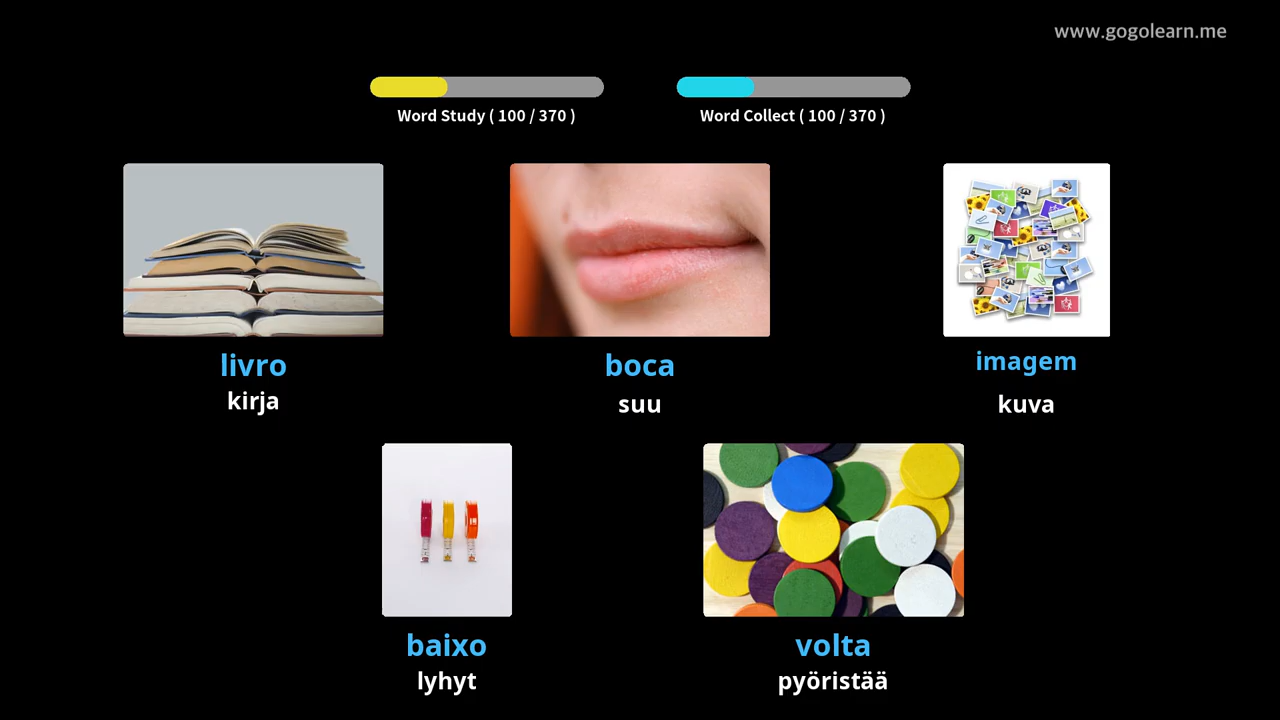 www.gogolearn.me
Word Study ( 100 / 370 )
Word Collect ( 100 / 370 )
livro
kirja
boca
suu
imagem
kuva
baixo
lyhyt
volta
pyöristää